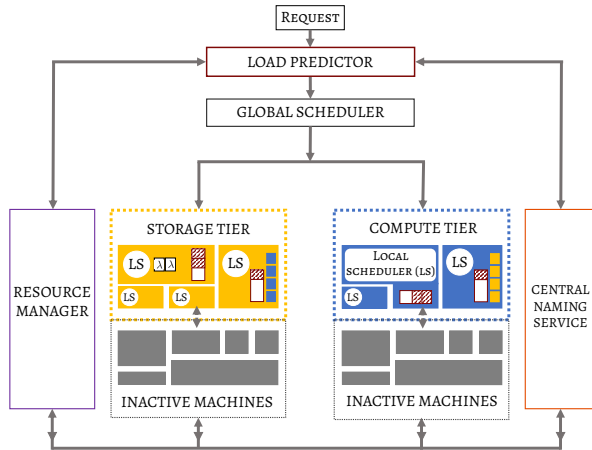 REQUEST
LOAD PREDICTOR
GLOBAL SCHEDULER
STORAGE TIER
LS
λ λ
LS
LS
LS
COMPUTE TIER
LOCAL
SCHEDULER (LS)
LS
LS
RESOURCE
MANAGER
CENTRAL
NAMING
SERVICE
INACTIVE MACHINES
INACTIVE MACHINES